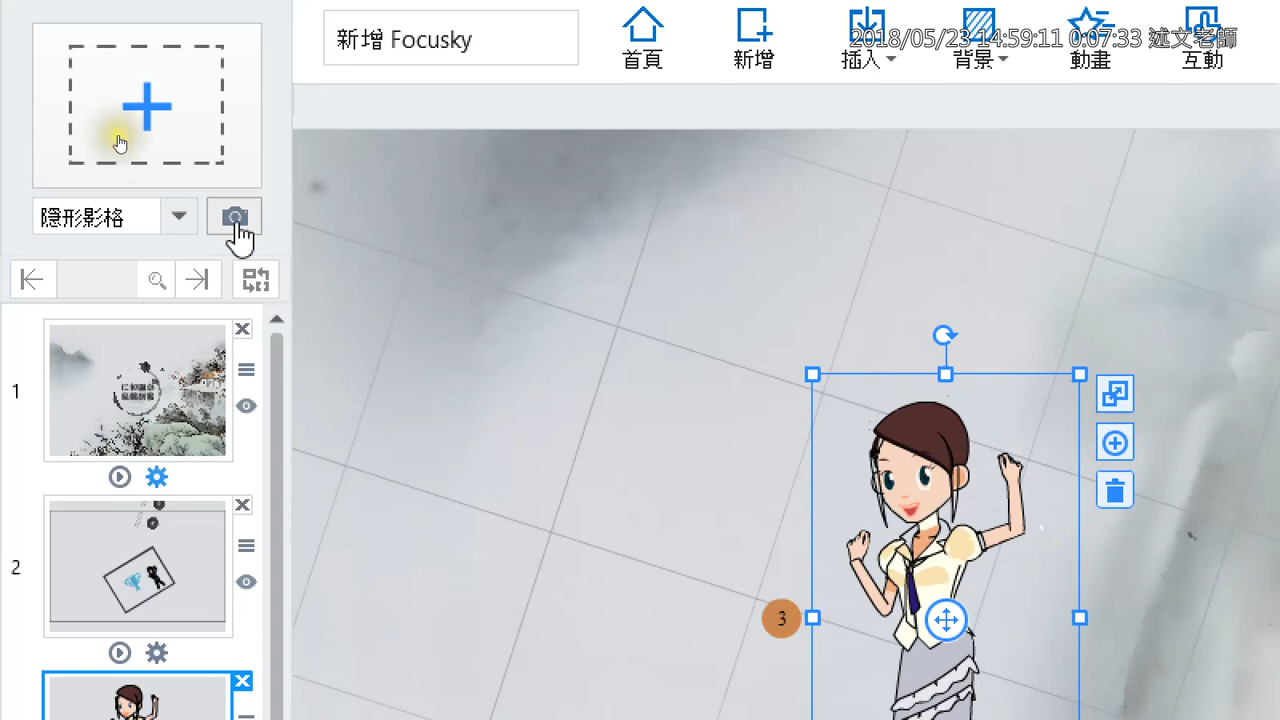 新增 Focusky
首頁
新增
插入
背景
動畫
互動
2018/05/23 14:59:11 0:07:33 述文老師
隱形影格
1
2
3